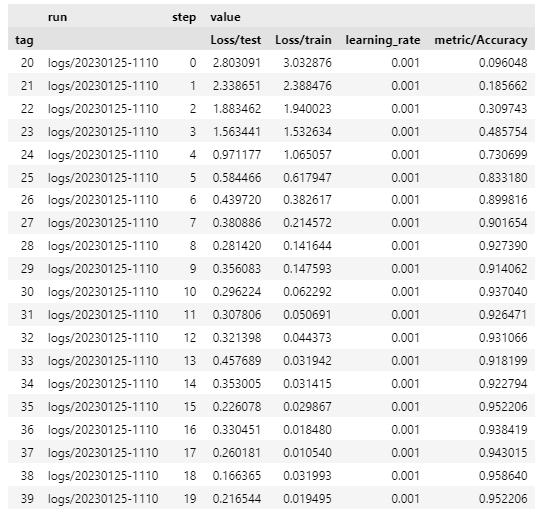 run step value
tag Loss/test Loss/train learning_rate metric/Accuracy
20 logs/20230125-1110 0 2.803091 3.032876 0.001 0.096048
21 logs/20230125-1110 1 2.338651 2.388476 0.001 0.185662
22 logs/20230125-1110 2 1.883462 1.940023 0.001 0.309743
23 logs/20230125-1110 3 1.563441 1.532634 0.001 0.485754
24 logs/20230125-1110 4 0.971177 1.065057 0.001 0.730699
25 logs/20230125-1110 5 0.584466 0.617947 0.001 0.833180
26 logs/20230125-1110 6 0.439720 0.382617 0.001 0.899816
27 logs/20230125-1110 7 0.380886 0.214572 0.001 0.901654
28 logs/20230125-1110 8 0.281420 0.141644 0.001 0.927390
29 logs/20230125-1110 9 0.356083 0.147593 0.001 0.914062
30 logs/20230125-1110 10 0.296224 0.062292 0.001 0.937040
31 logs/20230125-1110 11 0.307806 0.050691 0.001 0.926471
32 logs/20230125-1110 12 0.321398 0.044373 0.001 0.931066
33 logs/20230125-1110 13 0.457689 0.031942 0.001 0.918199
34 logs/20230125-1110 14 0.353005 0.031415 0.001 0.922794
35 logs/20230125-1110 15 0.226078 0.029867 0.001 0.952206
36 logs/20230125-1110 16 0.330451 0.018480 0.001 0.938419
37 logs/20230125-1110 17 0.260181 0.010540 0.001 0.943015
38 logs/20230125-1110 18 0.166365 0.031993 0.001 0.958640
39 logs/20230125-1110 19 0.216544 0.019495 0.001 0.952206